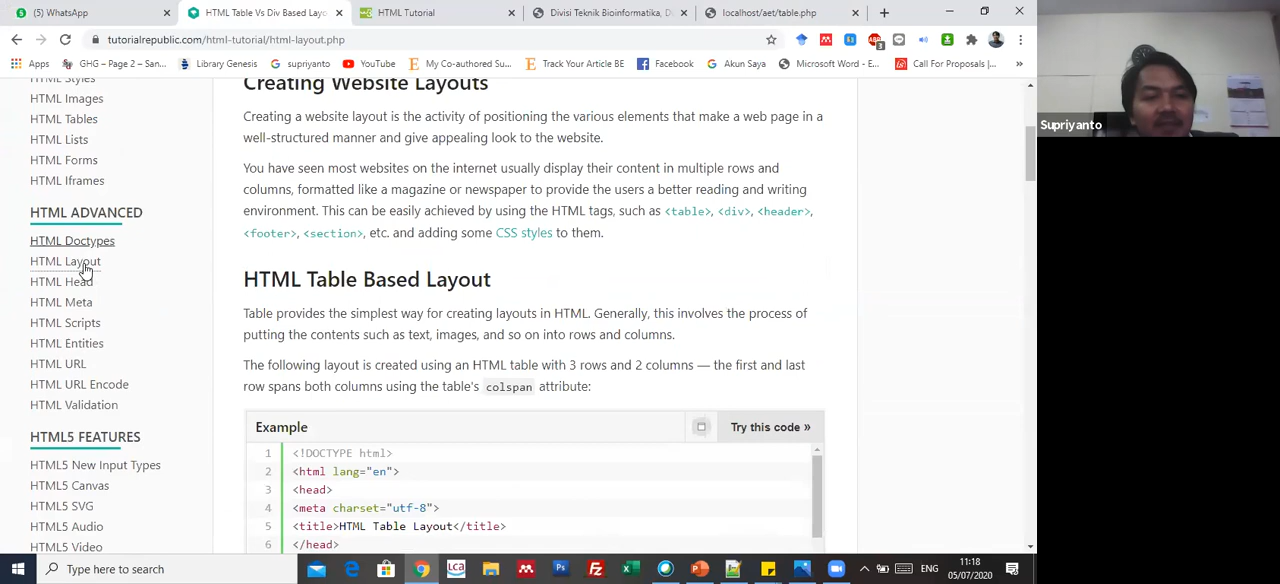 (5) WhatsApp
HTML Table Vs Div Based Layo
HTML Tutorial
Divisi Teknik Bioinformatika, D
localhost/aet/table.php
tutorialrepublic.com/html-tutorial/html-layout.php
Apps
GHG – Page 2 – San...
Library Genesis
supriyanto
YouTube
My Co-authored Su...
Track Your Article BE
Facebook
Akun Saya
Microsoft Word - E...
Call For Proposals |...
»
HTML Styles
HTML Images
HTML Tables
HTML Lists
HTML Forms
HTML Iframes
HTML ADVANCED
HTML Doctypes
HTML Layout
HTML Head
HTML Meta
HTML Scripts
HTML Entities
HTML URL
HTML URL Encode
HTML Validation
HTML5 FEATURES
HTML5 New Input Types
HTML5 Canvas
HTML5 SVG
HTML5 Audio
HTML5 Video
Creating Website Layouts
Creating a website layout is the activity of positioning the various elements that make a web page in a
well-structured manner and give appealing look to the website.
You have seen most websites on the internet usually display their content in multiple rows and
columns, formatted like a magazine or newspaper to provide the users a better reading and writing
environment. This can be easily achieved by using the HTML tags, such as <table>, <div>, <header>,
<footer>, <section>, etc. and adding some CSS styles to them.
HTML Table Based Layout
Table provides the simplest way for creating layouts in HTML. Generally, this involves the process of
putting the contents such as text, images, and so on into rows and columns.
The following layout is created using an HTML table with 3 rows and 2 columns — the first and last
row spans both columns using the table's colspan attribute:
Example
Try this code »
1 <!DOCTYPE html>
2 <html lang="en">
3 <head>
4 <meta charset="utf-8">
5 <title>HTML Table Layout</title>
6 </head>
Supriyanto
Type here to search
LCA
ENG
11:18
05/07/2020